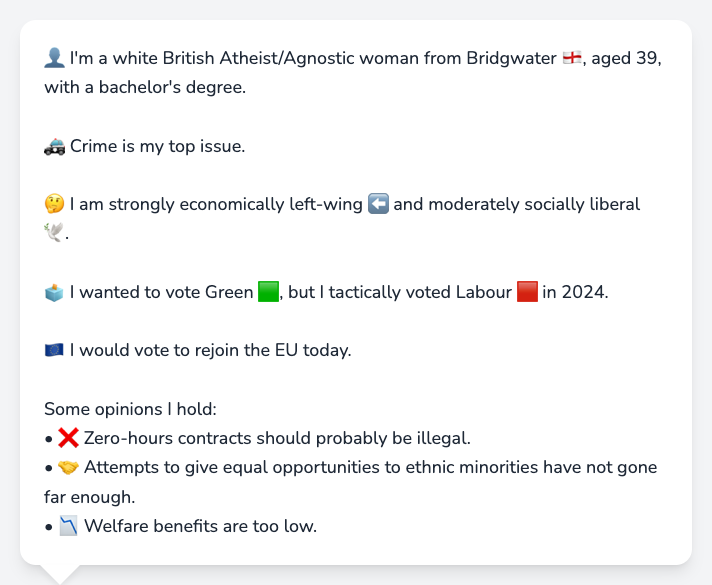 👤 I'm a white British Atheist/Agnostic woman from Bridgwater 🏴󠁧󠁢󠁥󠁮󠁧󠁿, aged 39,
with a bachelor's degree.
🚓 Crime is my top issue.
🤔 I am strongly economically left-wing ⬅️ and moderately socially liberal
🕊️.
🗳️ I wanted to vote Green 🟩, but I tactically voted Labour 🟥 in 2024.
🇪🇺 I would vote to rejoin the EU today.
Some opinions I hold:
• ❌ Zero-hours contracts should probably be illegal.
• 🤝 Attempts to give equal opportunities to ethnic minorities have not gone
far enough.
• 📉 Welfare benefits are too low.